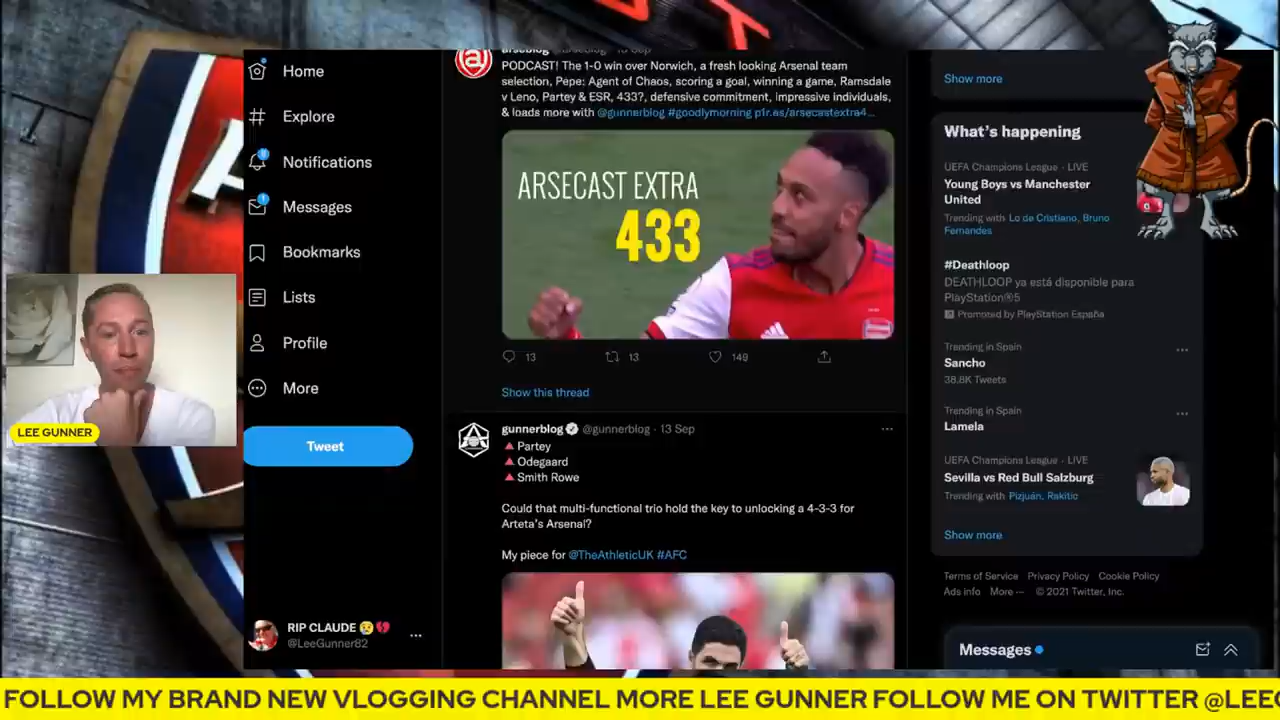 Home
Explore
Notifications
Messages
Bookmarks
Lists
Profile
More
Tweet
RIP CLAUDE 😢💔
@LeeGunner82
LEE GUNNER
PODCAST! The 1-0 win over Norwich, a fresh looking Arsenal team
selection, Pepe: Agent of Chaos, scoring a goal, winning a game, Ramsdale
v Leno, Partey & ESR, 433?, defensive commitment, impressive individuals,
& loads more with @gunnerblog #goodlymorning p1r.es/arsecastextra4…
ARSECAST EXTRA
433
13
13
149
Show this thread
gunnerblog @gunnerblog · 13 Sep
🔺 Partey
🔺 Odegaard
🔺 Smith Rowe
Could that multi-functional trio hold the key to unlocking a 4-3-3 for
Arteta's Arsenal?
My piece for @TheAthleticUK #AFC
Show more
What's happening
UEFA Champions League · LIVE
Young Boys vs Manchester
United
Trending with Lo de Cristiano, Bruno
Fernandes
#Deathloop
DEATHLOOP ya está disponible para
PlayStation®5
Promoted by PlayStation España
Trending in Spain
Sancho
38.8K Tweets
Trending in Spain
Lamela
UEFA Champions League · LIVE
Sevilla vs Red Bull Salzburg
Trending with Pizjuán, Rakitic
Show more
Terms of Service Privacy Policy Cookie Policy
Ads info More ··· © 2021 Twitter, Inc.
Messages
FOLLOW MY BRAND NEW VLOGGING CHANNEL MORE LEE GUNNER FOLLOW ME ON TWITTER @LEE